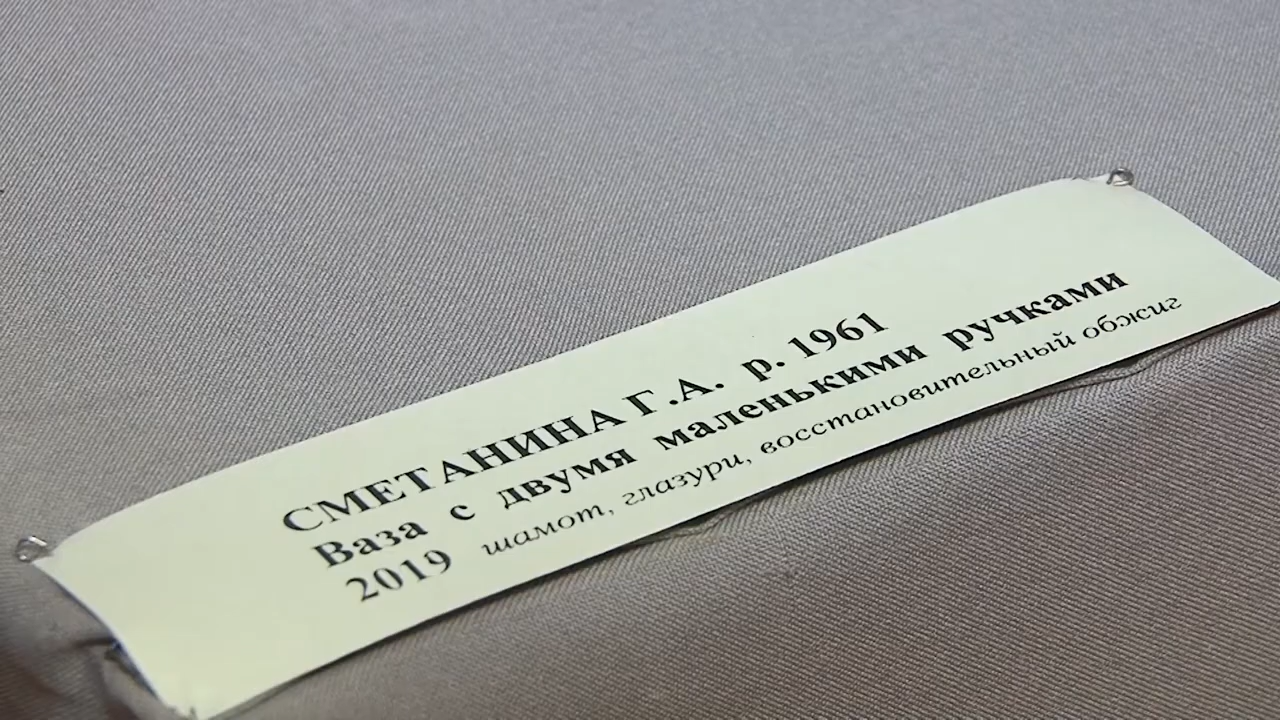 СМЕТАНИНА Г.А. р. 1961
Ваза с двумя маленькими ручками
2019 шамот, глазури, восстановительный обжиг